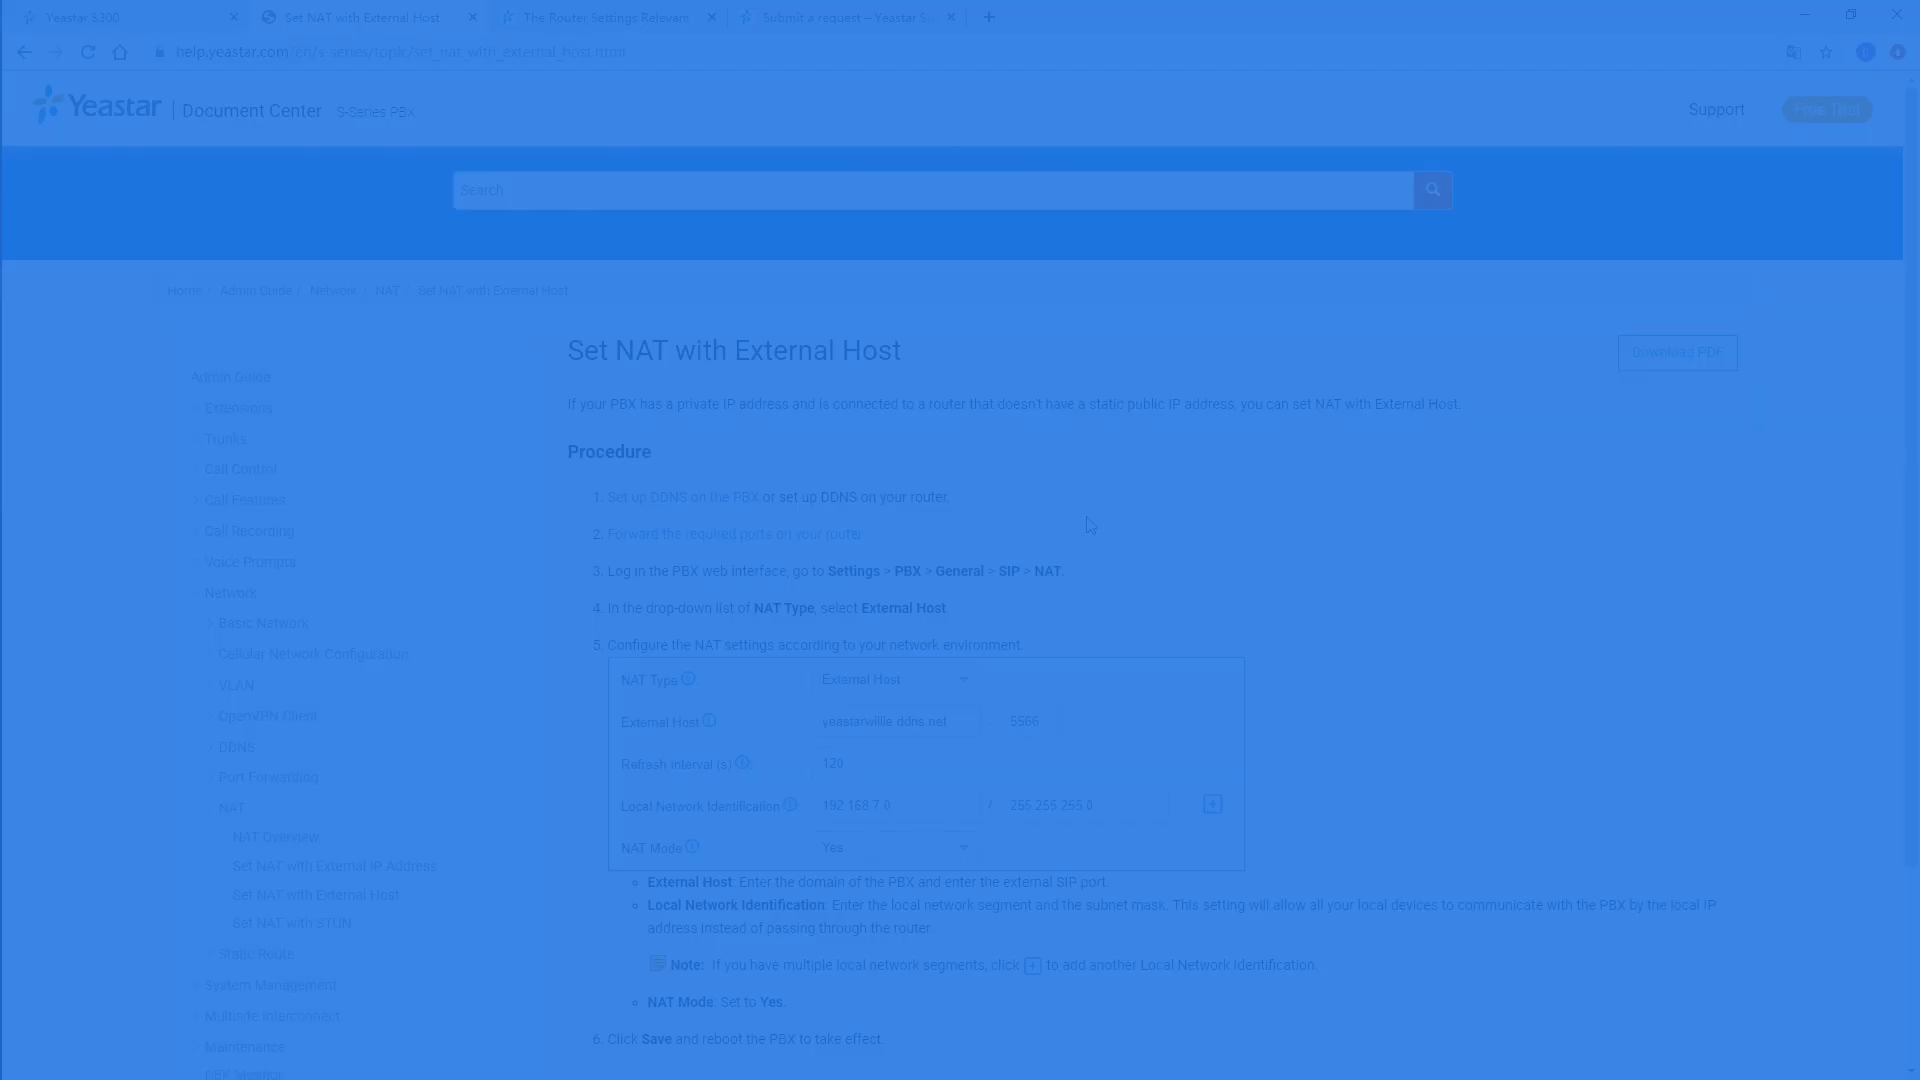 Yeastar S300
Set NAT with External Host
The Router Settings Relevant
Submit a request – Yeastar S
help.yeastar.com/en/s-series/topic/set_nat_with_external_host.html
Yeastar | Document Center S-Series PBX
Support
Free Trial
Search
Home / Admin Guide / Network / NAT / Set NAT with External Host
Set NAT with External Host
Download PDF
If your PBX has a private IP address and is connected to a router that doesn't have a static public IP address, you can set NAT with External Host.
Procedure
1. Set up DDNS on the PBX or set up DDNS on your router.
2. Forward the required ports on your router
3. Log in the PBX web interface, go to Settings > PBX > General > SIP > NAT.
4. In the drop-down list of NAT Type, select External Host.
5. Configure the NAT settings according to your network environment.
NAT Type External Host
External Host yeastarwillie.ddns.net : 5566
Refresh Interval (s) 120
Local Network Identification 192.168.7.0 / 255.255.255.0
NAT Mode Yes
External Host: Enter the domain of the PBX and enter the external SIP port.
Local Network Identification: Enter the local network segment and the subnet mask. This setting will allow all your local devices to communicate with the PBX by the local IP
address instead of passing through the router.
Note: If you have multiple local network segments, click + to add another Local Network Identification.
NAT Mode: Set to Yes.
6. Click Save and reboot the PBX to take effect.
Admin Guide
Extensions
Trunks
Call Control
Call Features
Call Recording
Voice Prompts
Network
Basic Network
Cellular Network Configuration
VLAN
OpenVPN Client
DDNS
Port Forwarding
NAT
NAT Overview
Set NAT with External IP Address
Set NAT with External Host
Set NAT with STUN
Static Route
System Management
Multisite Interconnect
Maintenance
PBX Monitor